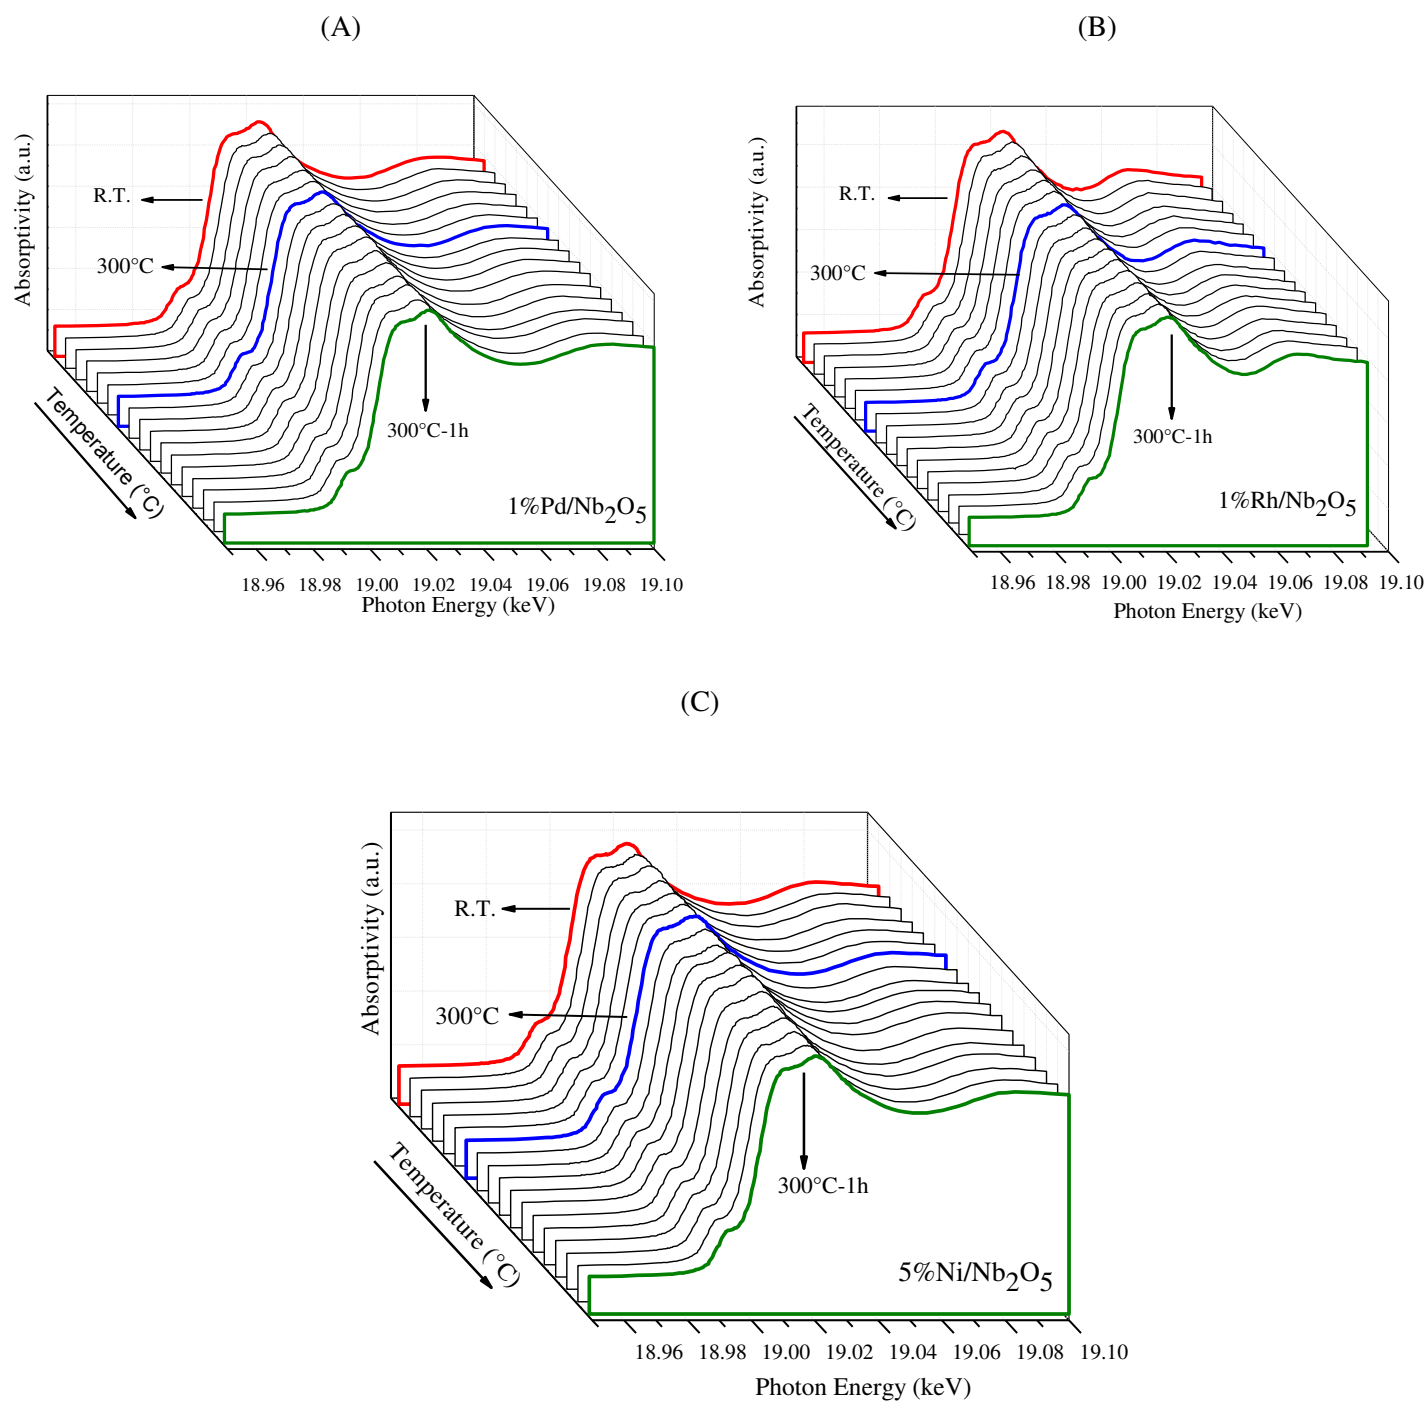 (A)
Absorptivity (a.u.)
R.T.
300°C
300°C-1h
1%Pd/Nb2O5
Temperature (°C)
18.96 18.98 19.00 19.02 19.04 19.06 19.08 19.10
Photon Energy (keV)
(B)
Absorptivity (a.u.)
R.T.
300°C
300°C-1h
1%Rh/Nb2O5
Temperature (°C)
18.96 18.98 19.00 19.02 19.04 19.06 19.08 19.10
Photon Energy (keV)
(C)
Absorptivity (a.u.)
R.T.
300°C
300°C-1h
5%Ni/Nb2O5
Temperature (°C)
18.96 18.98 19.00 19.02 19.04 19.06 19.08 19.10
Photon Energy (keV)